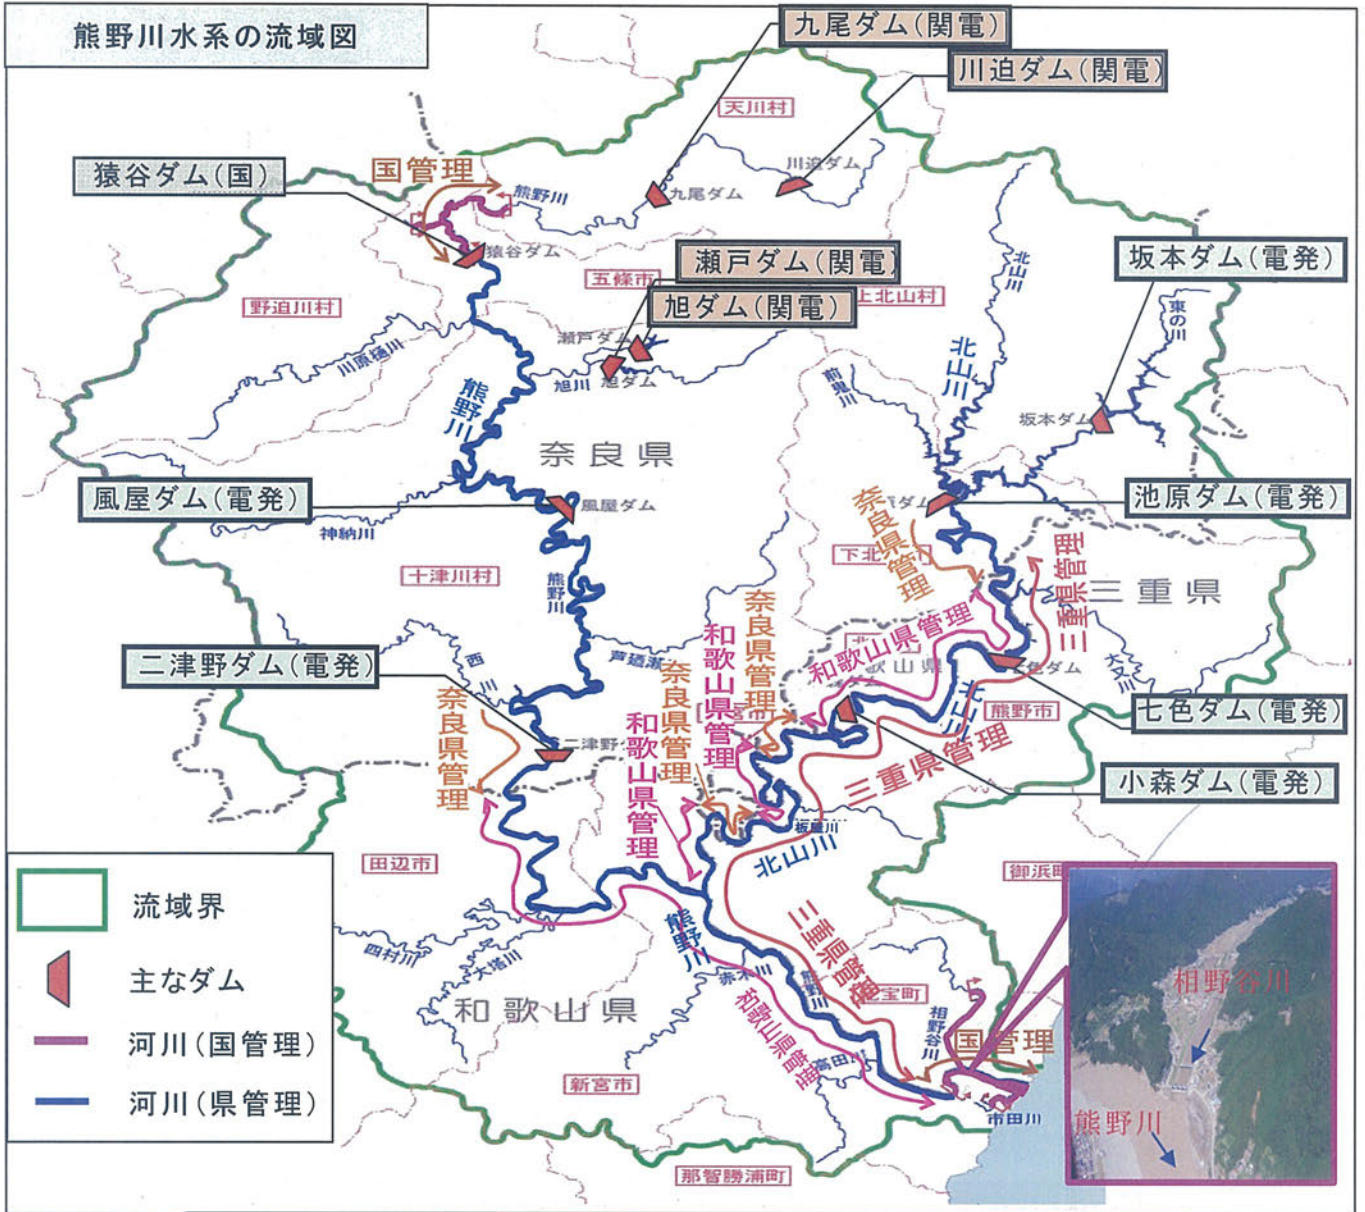 熊野川水系の流域図
九尾ダム(関電)
川迫ダム(関電)
天川村
川迫ダム
九尾ダム
猿谷ダム(国)
国管理
熊野川
猿谷ダム
瀬戸ダム(関電)
坂本ダム(電発)
五條市
旭ダム(関電)
上北山村
野迫川村
北山川
東の川
瀬戸ダム
川原樋川
旭川
旭ダム
北山川
前鬼川
熊野川
坂本ダム
奈良県
風屋ダム(電発)
風屋ダム
ダム
池原ダム(電発)
神納川
奈良県管理
下北
三重県管理
十津川村
熊野川
三重県
奈良県管理
和歌山県管理
和歌山県管理
二津野ダム(電発)
西川
芦廼瀬
奈良県管理
歌山県
色ダム
大又川
ダム
奈良県管理
和歌山県管理
宮市
北山川
熊野市
七色ダム(電発)
二津野
三重県管理
小森ダム(電発)
板屋川
北山川
田辺市
御浜町
流域界
主なダム
河川(国管理)
河川(県管理)
四村川
大塔川
和歌山県
熊野川
赤木川
熊野川
三重県管理
紀宝町
相野谷川
国管理
和歌山県管理
高田川
新宮市
市田川
那智勝浦町
相野谷川
熊野川